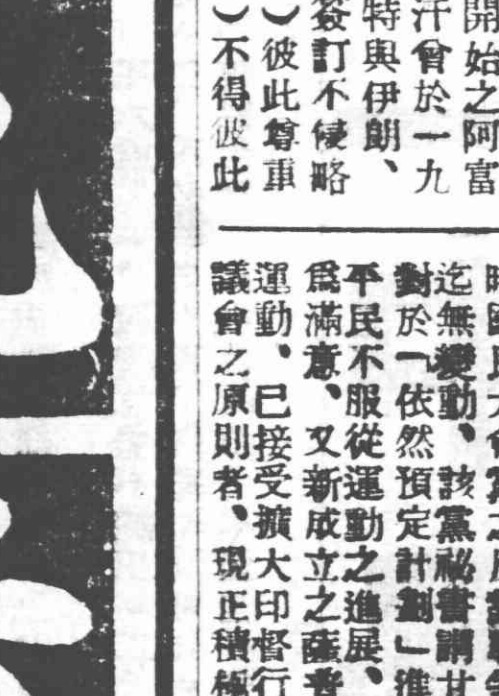 開始之阿富
汗曾於一九
特與伊朗、
簽訂不侵略
)彼此尊重
)不得彼此
迄無變動、該黨祕書謂甘
對於「依然預定計劃」進
平民不服從運動之進展、
爲滿意、又新成立之薩
運動、已接受擴大印督行
議會之原則者、現正積極